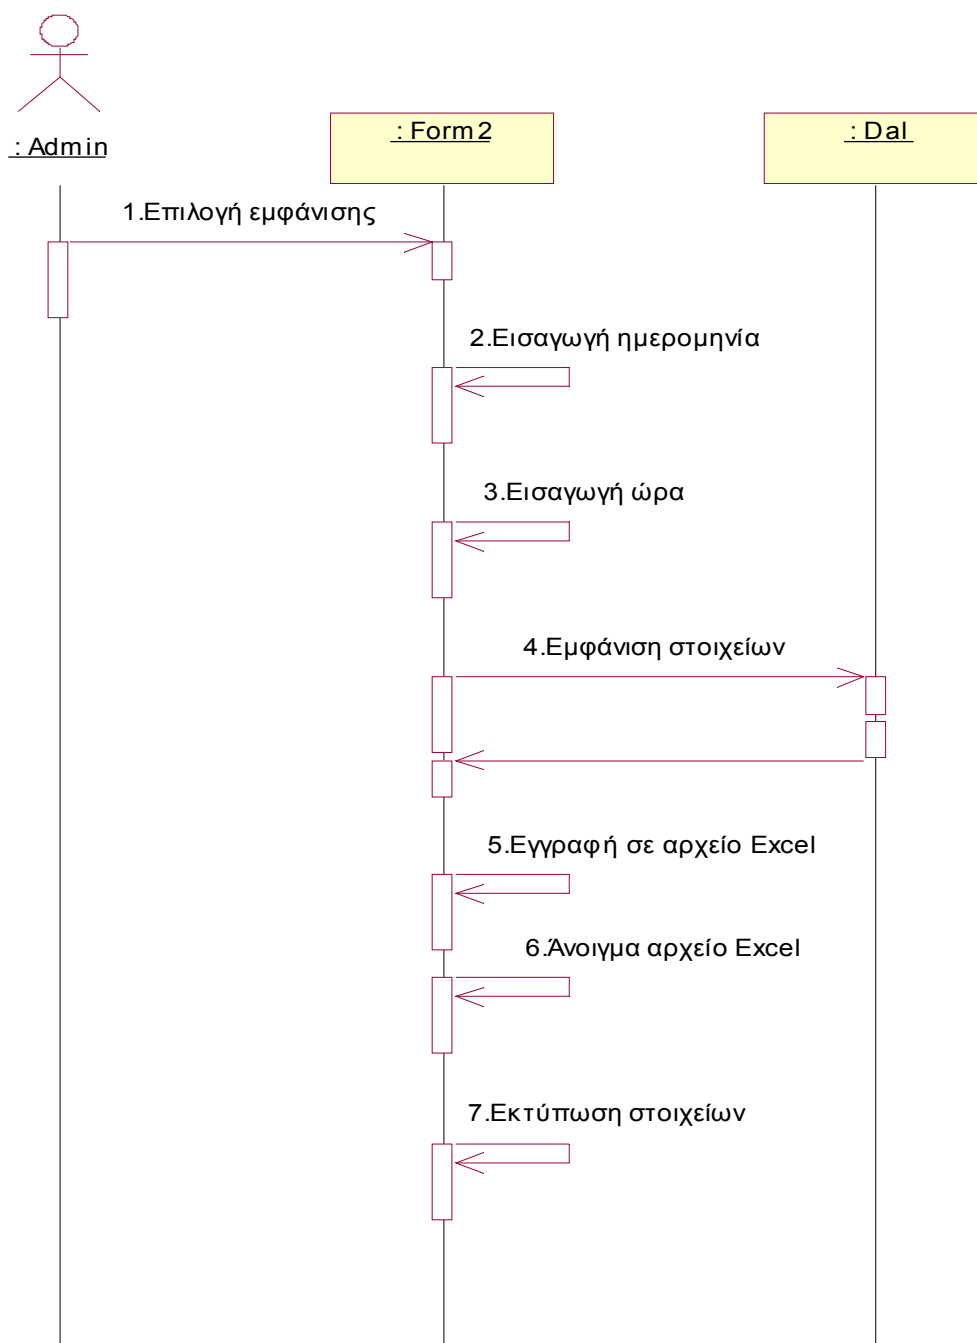 : Admin
: Form2
: Dal
1.Επιλογή εμφάνισης
2.Εισαγωγή ημερομηνία
3.Εισαγωγή ώρα
4.Εμφάνιση στοιχείων
5.Εγγραφή σε αρχείο Excel
6.Άνοιγμα αρχείο Excel
7.Εκτύπωση στοιχείων